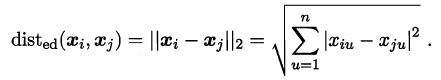 dist_ed(𝒙_i, 𝒙_j) = ||𝒙_i − 𝒙_j||_2 = √(∑_{u=1}^{n} |x_{iu} − x_{ju}|^2) .